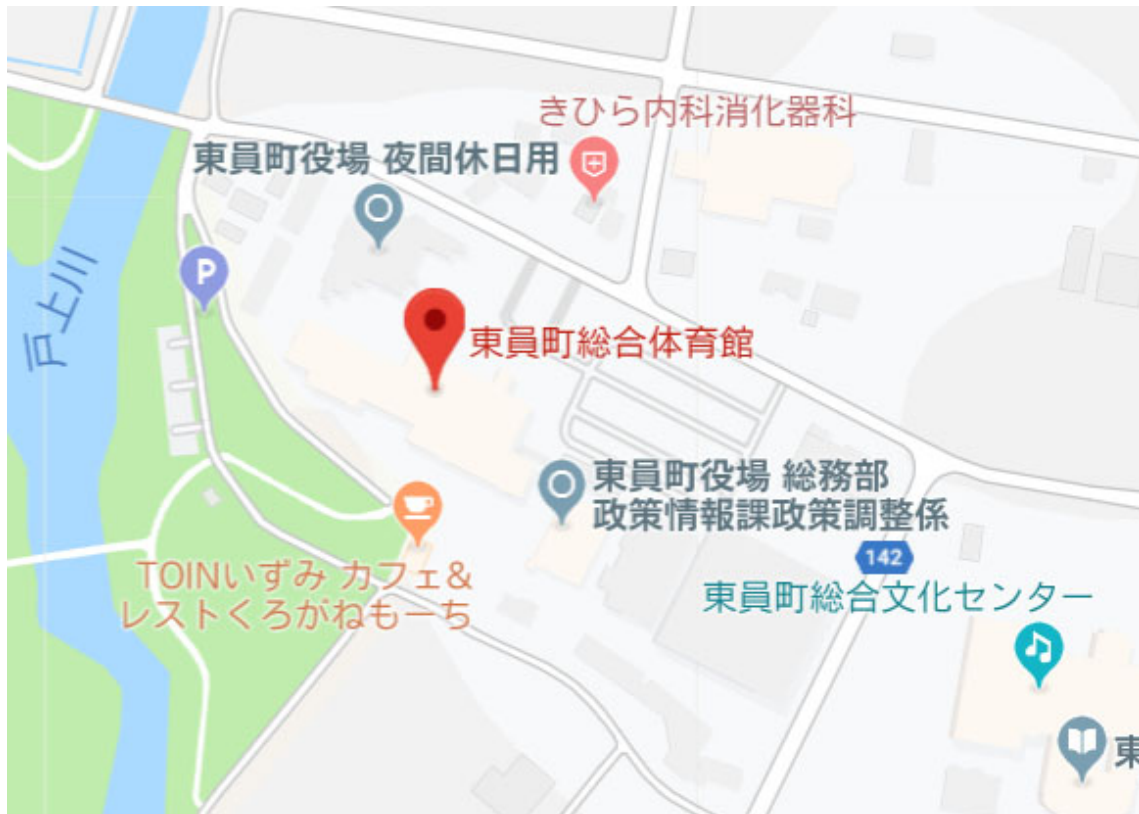 きひら内科消化器科
東員町役場 夜間休日用
P
戸上川
東員町総合体育館
東員町役場 総務部
政策情報課政策調整係
142
TOINいずみ カフェ&
レストくろがねもーち
東員町総合文化センター
東